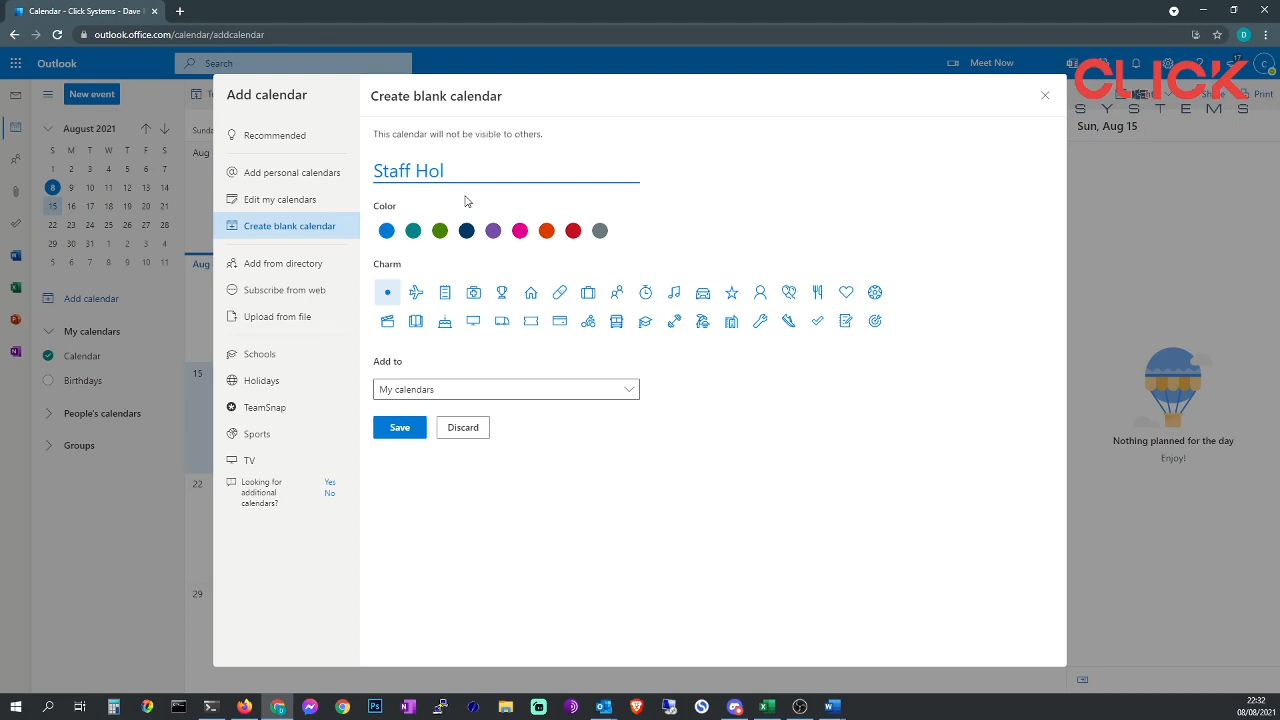 Calendar - Click Systems - Dave
outlook.office.com/calendar/addcalendar
D
Outlook
Search
Meet Now
17
C
CLICK
SYSTEMS
New event
Print
August 2021
S M T W T F S
1 2 3 4 5 6 7
8 9 10 11 12 13 14
15 16 17 18 19 20 21
22 23 24 25 26 27 28
29 30 31 1 2 3 4
5 6 7 8 9 10 11
Add calendar
My calendars
Calendar
Birthdays
People's calendars
Groups
Sunda
Aug
Aug
15
22
29
Add calendar
Recommended
Add personal calendars
Edit my calendars
Create blank calendar
Add from directory
Subscribe from web
Upload from file
Schools
Holidays
TeamSnap
Sports
TV
Looking for additional calendars?
Yes
No
Create blank calendar
This calendar will not be visible to others.
Staff Hol
Color
Charm
Add to
My calendars
Save
Discard
Sun, Aug 15
Nothing planned for the day
Enjoy!
22:32
08/08/2021